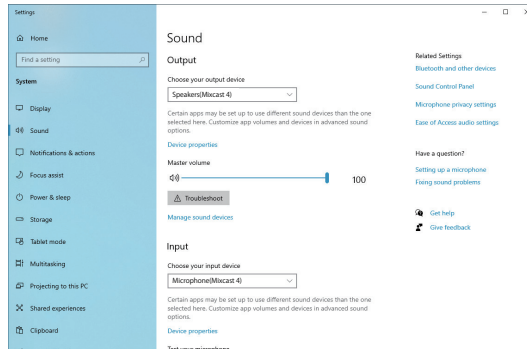 Settings
Home
Find a setting
System
Display
Sound
Notifications & actions
Focus assist
Power & sleep
Storage
Tablet mode
Multitasking
Projecting to this PC
Shared experiences
Clipboard
Sound
Output
Choose your output device
Speakers(Mixcast 4)
Certain apps may be set up to use different sound devices than the one
selected here. Customize app volumes and devices in advanced sound
options.
Device properties
Master volume
100
Troubleshoot
Manage sound devices
Input
Choose your input device
Microphone(Mixcast 4)
Certain apps may be set up to use different sound devices than the one
selected here. Customize app volumes and devices in advanced sound
options.
Device properties
Test your microphone
Related Settings
Bluetooth and other devices
Sound Control Panel
Microphone privacy settings
Ease of Access audio settings
Have a question?
Setting up a microphone
Fixing sound problems
Get help
Give feedback